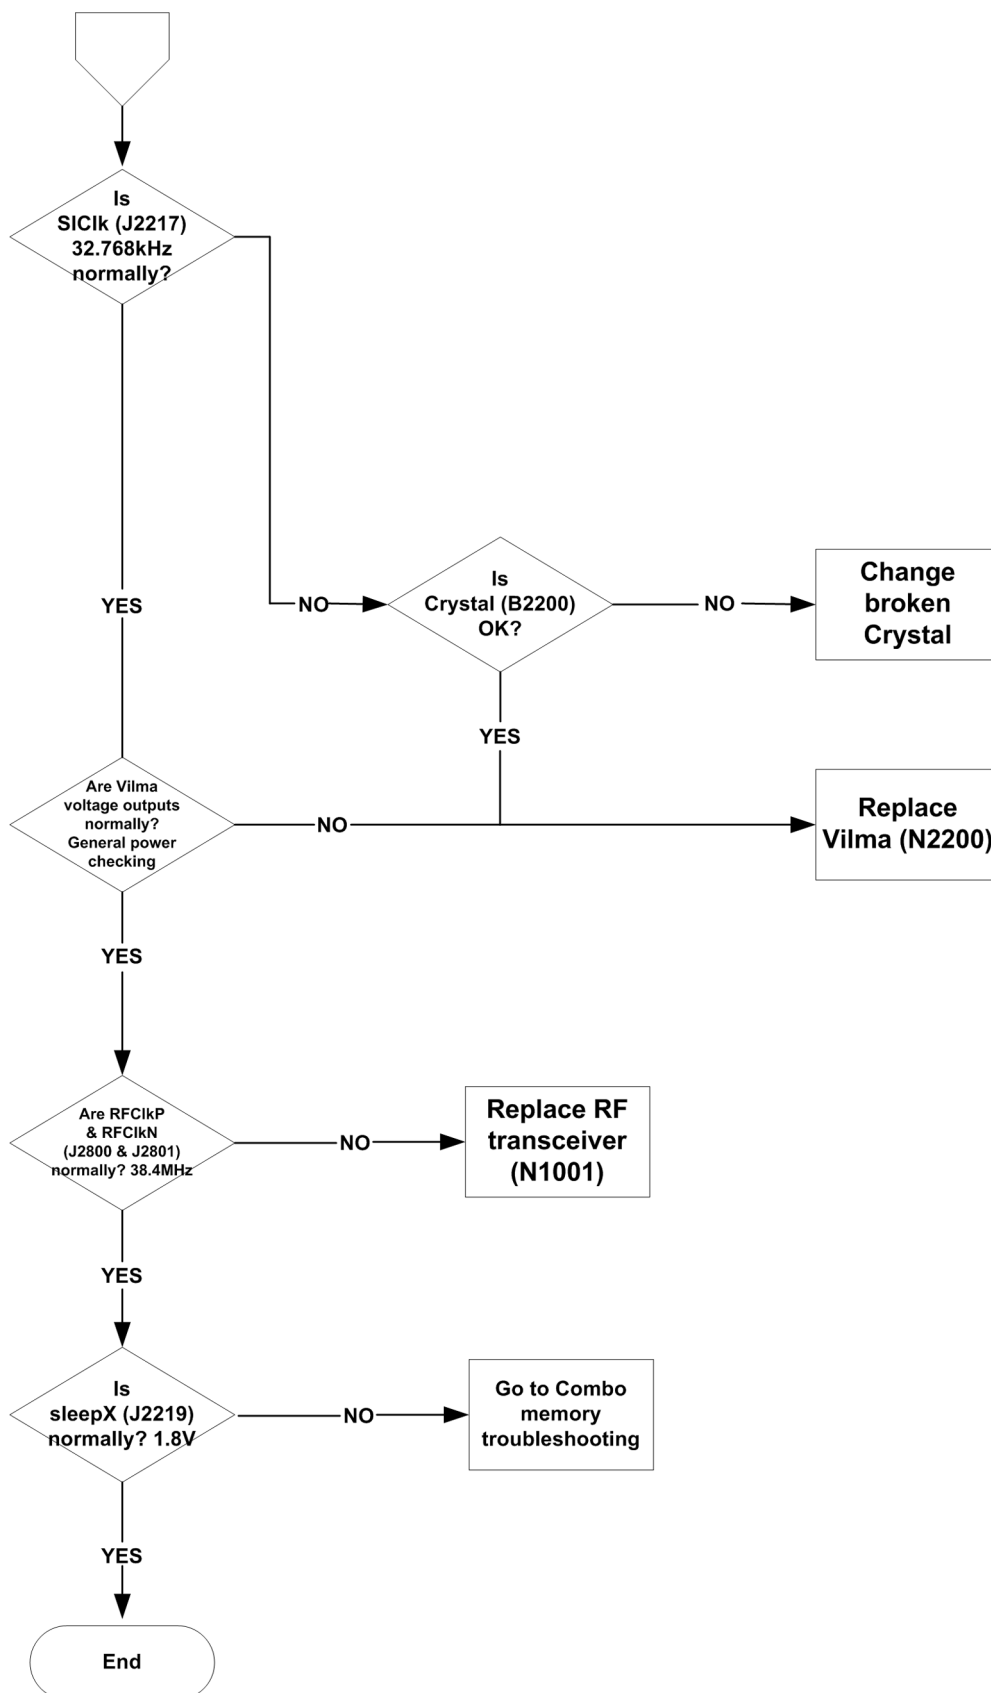 Is
SlClk (J2217)
32.768kHz
normally?
YES
NO
Is
Crystal (B2200)
OK?
NO
Change
broken
Crystal
YES
Are Vilma
voltage outputs
normally?
General power
checking
NO
Replace
Vilma (N2200)
YES
Are RFClkP
& RFClkN
(J2800 & J2801)
normally? 38.4MHz
NO
Replace RF
transceiver
(N1001)
YES
Is
sleepX (J2219)
normally? 1.8V
NO
Go to Combo
memory
troubleshooting
YES
End